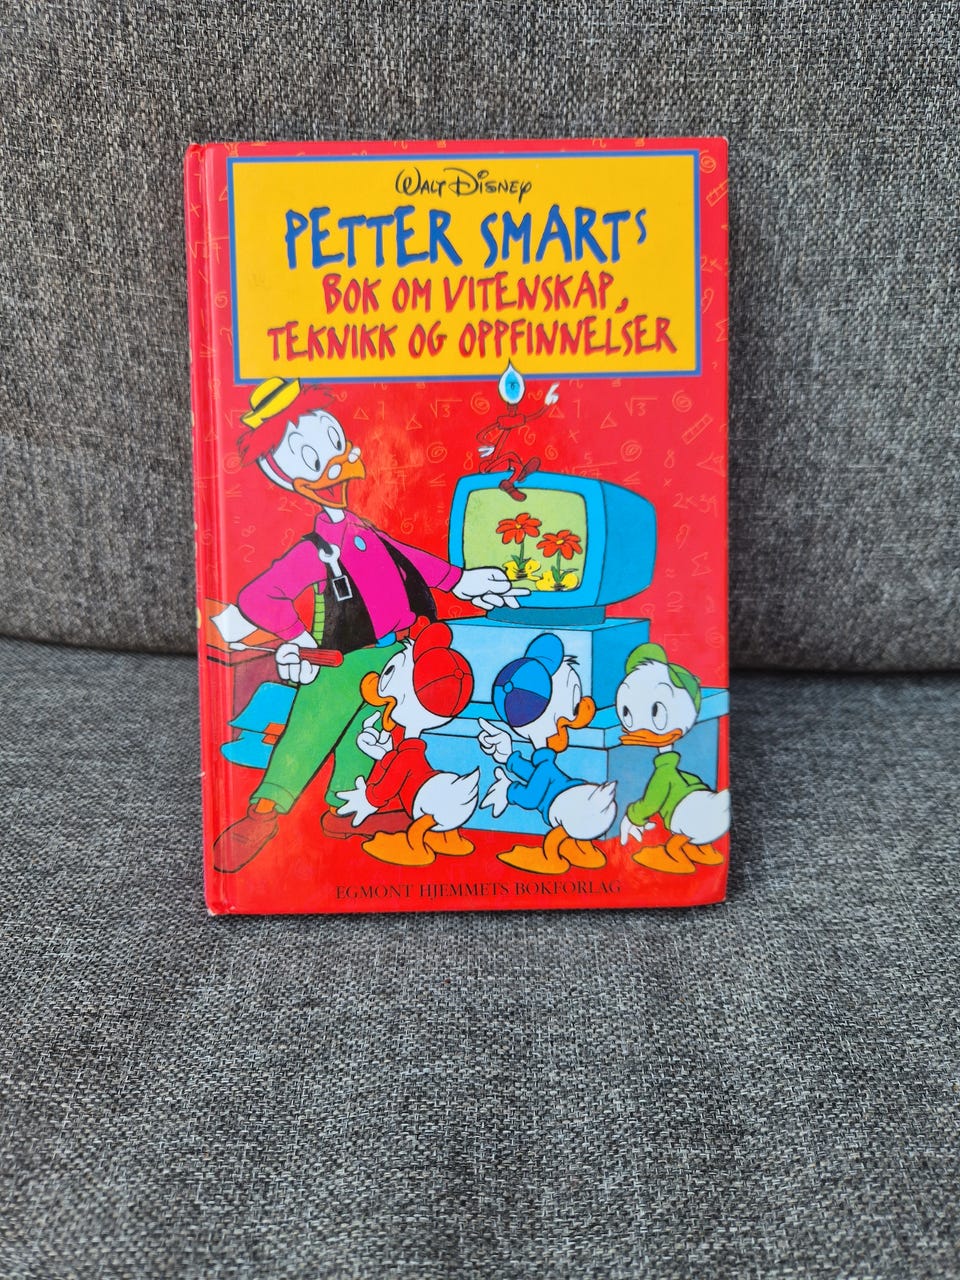 WALT DISNEY
PETTER SMARTS
BOK OM VITENSKAP,
TEKNIKK OG OPPFINNELSER
EGMONT HJEMMETS BOKFORLAG